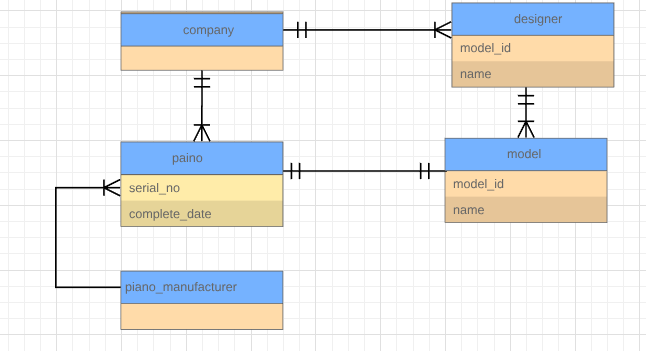 company
designer
model_id
name
paino
serial_no
complete_date
model
model_id
name
piano_manufacturer